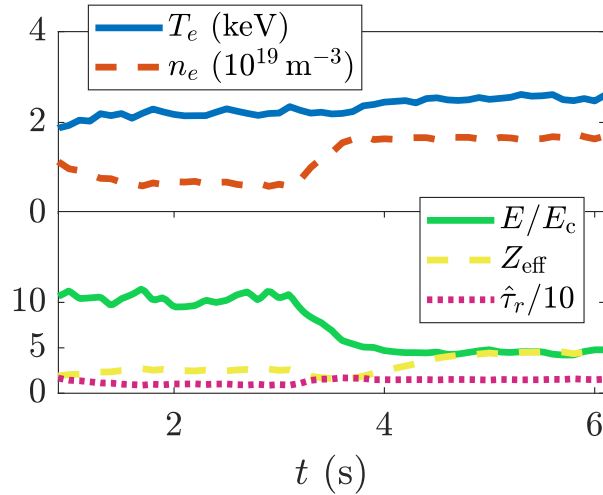 4
T_e (keV)
n_e (10^19 m^−3)
2
0
E/E_c
Z_eff
τ̂_r/10
10
5
0
2 4 6
t (s)